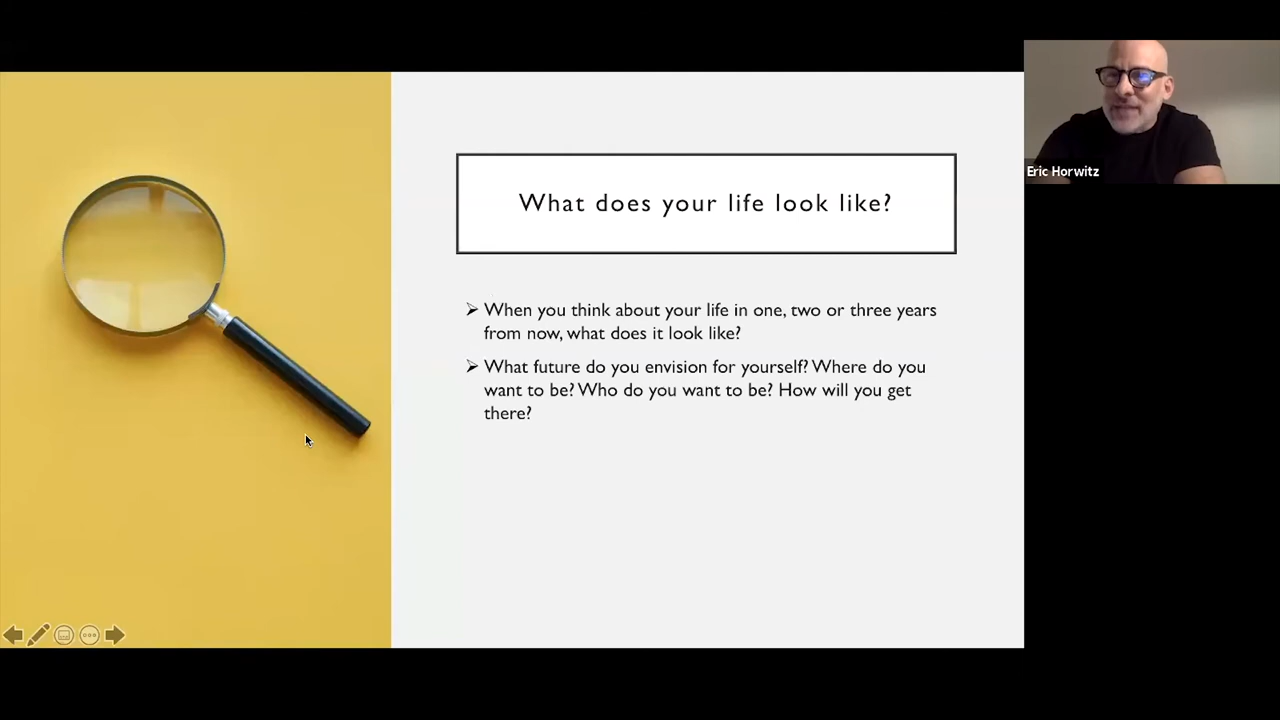 What does your life look like?
➢ When you think about your life in one, two or three years
from now, what does it look like?
➢ What future do you envision for yourself? Where do you
want to be? Who do you want to be? How will you get
there?
Eric Horwitz